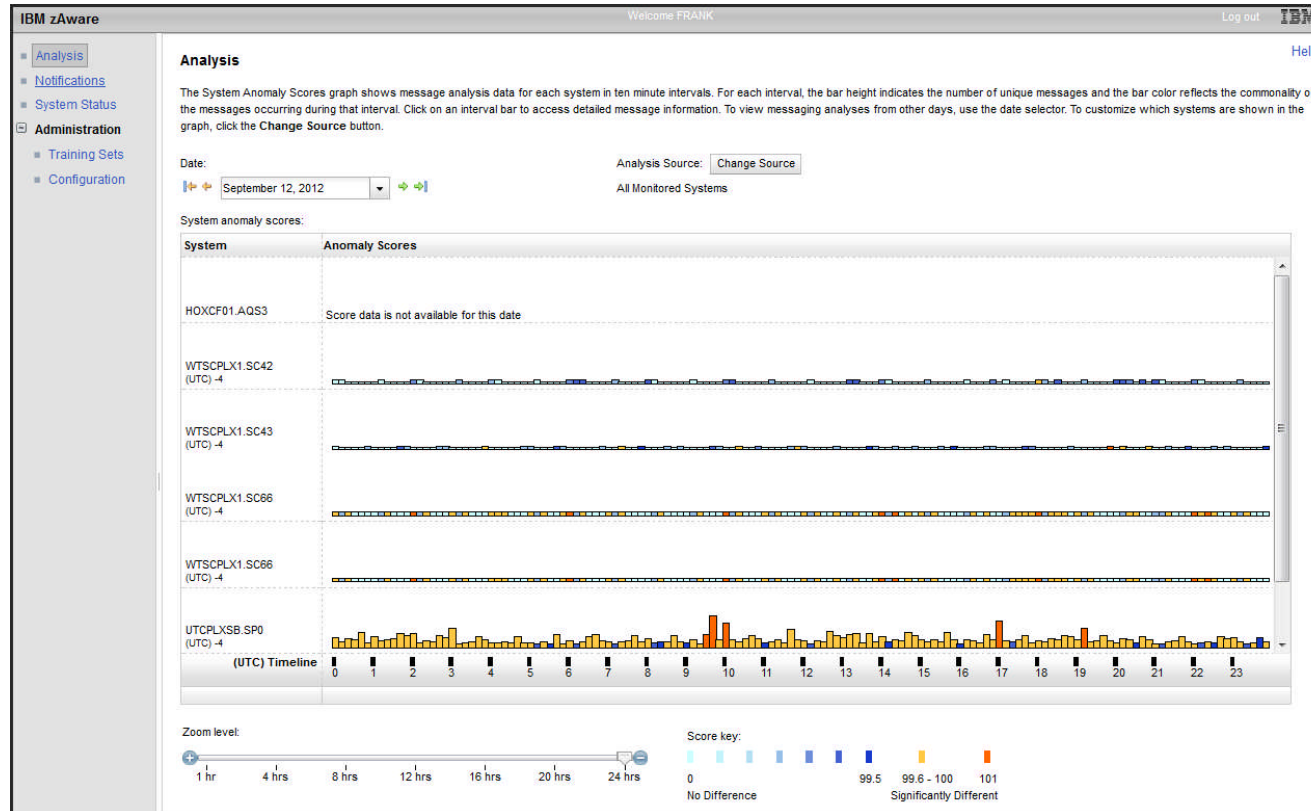 IBM zAware
Welcome FRANK
Log out
IBM
Analysis
Notifications
System Status
Administration
Training Sets
Configuration
Hel
Analysis
The System Anomaly Scores graph shows message analysis data for each system in ten minute intervals. For each interval, the bar height indicates the number of unique messages and the bar color reflects the commonality o
the messages occurring during that interval. Click on an interval bar to access detailed message information. To view messaging analyses from other days, use the date selector. To customize which systems are shown in the
graph, click the Change Source button.
Date:
September 12, 2012
Analysis Source: Change Source
All Monitored Systems
System anomaly scores:
System Anomaly Scores
HOXCF01.AQS3
Score data is not available for this date
WTSCPLX1.SC42
(UTC) -4
WTSCPLX1.SC43
(UTC) -4
WTSCPLX1.SC66
(UTC) -4
WTSCPLX1.SC66
(UTC) -4
UTCPLXSB.SP0
(UTC) -4
(UTC) Timeline
0 1 2 3 4 5 6 7 8 9 10 11 12 13 14 15 16 17 18 19 20 21 22 23
Zoom level:
1 hr 4 hrs 8 hrs 12 hrs 16 hrs 20 hrs 24 hrs
Score key:
0 99.5 99.6 - 100 101
No Difference Significantly Different